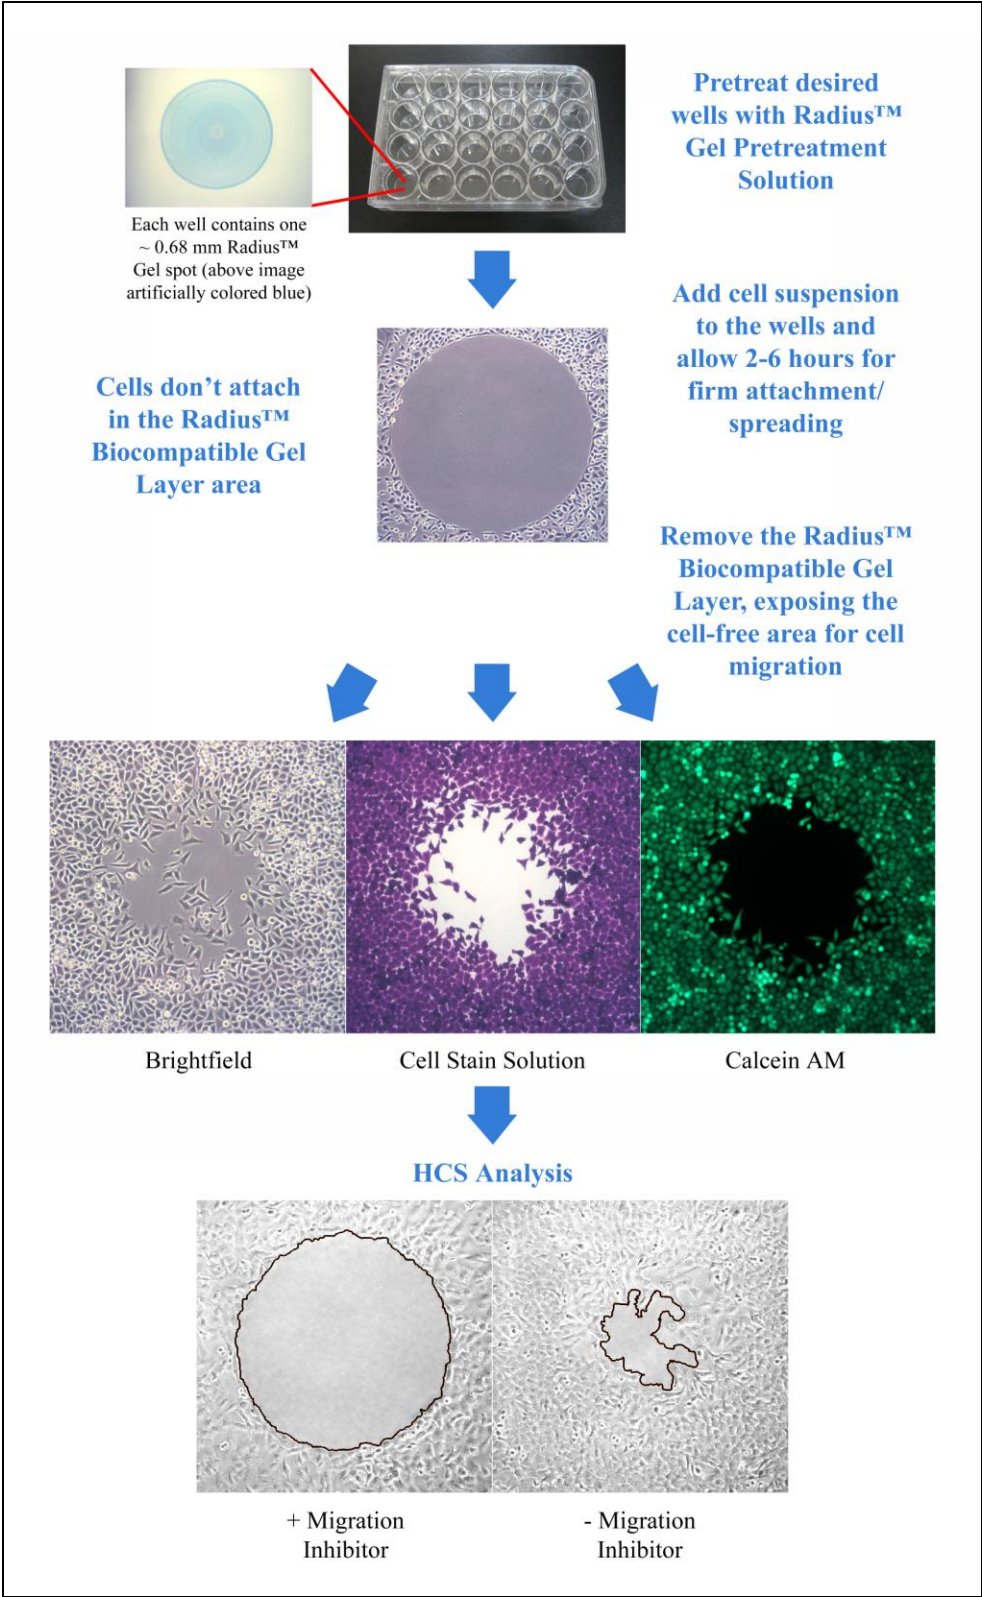 Pretreat desired
wells with Radius™
Gel Pretreatment
Solution
Each well contains one
~ 0.68 mm Radius™
Gel spot (above image
artificially colored blue)
Add cell suspension
to the wells and
allow 2-6 hours for
firm attachment/
spreading
Cells don’t attach
in the Radius™
Biocompatible Gel
Layer area
Remove the Radius™
Biocompatible Gel
Layer, exposing the
cell-free area for cell
migration
Brightfield
Cell Stain Solution
Calcein AM
HCS Analysis
+ Migration
Inhibitor
- Migration
Inhibitor